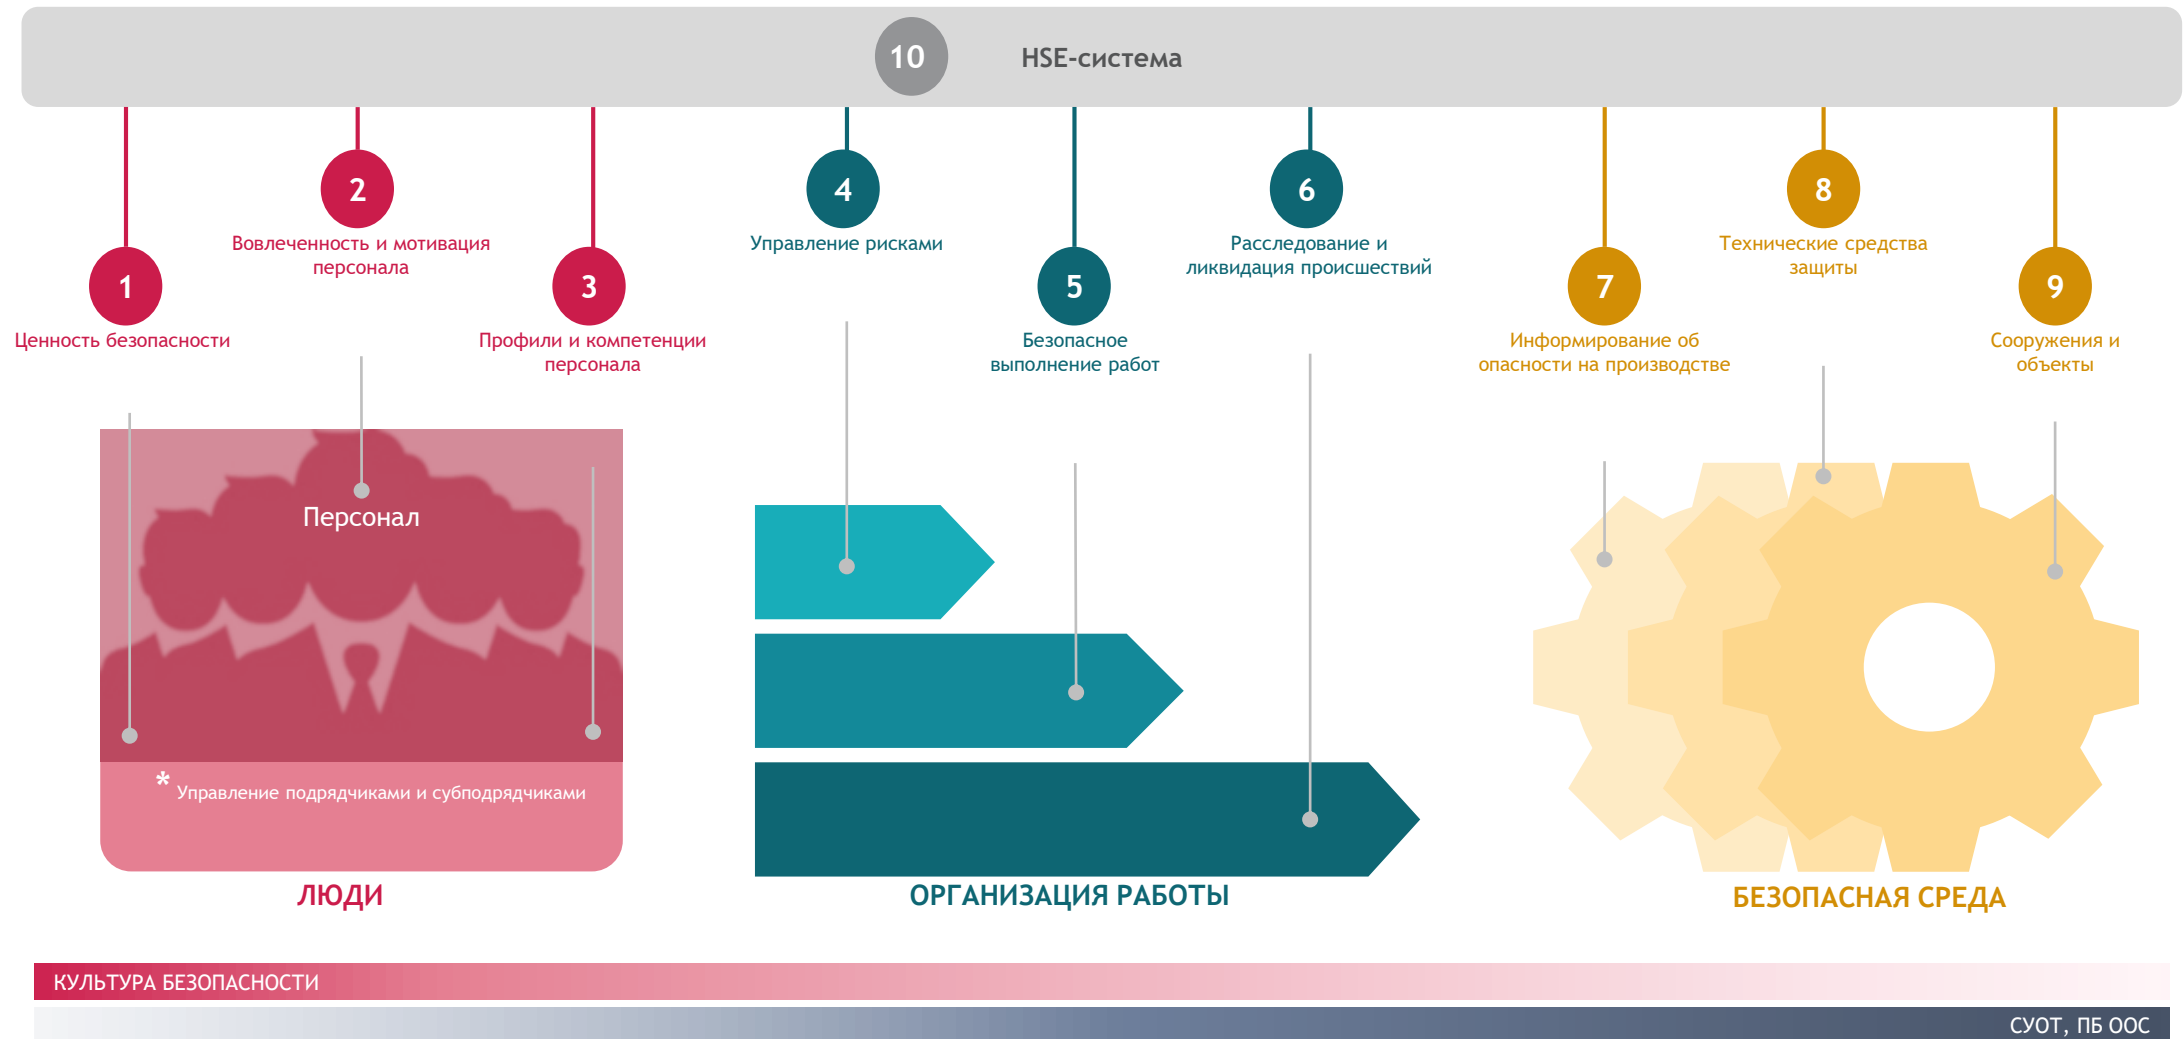 10
HSE-система
2
Вовлеченность и мотивация
персонала
4
Управление рисками
6
Расследование и
ликвидация происшествий
8
Технические средства
защиты
1
Ценность безопасности
3
Профили и компетенции
персонала
5
Безопасное
выполнение работ
7
Информирование об
опасности на производстве
9
Сооружения и
объекты
Персонал
* Управление подрядчиками и субподрядчиками
ЛЮДИ
ОРГАНИЗАЦИЯ РАБОТЫ
БЕЗОПАСНАЯ СРЕДА
КУЛЬТУРА БЕЗОПАСНОСТИ
СУОТ, ПБ ООС